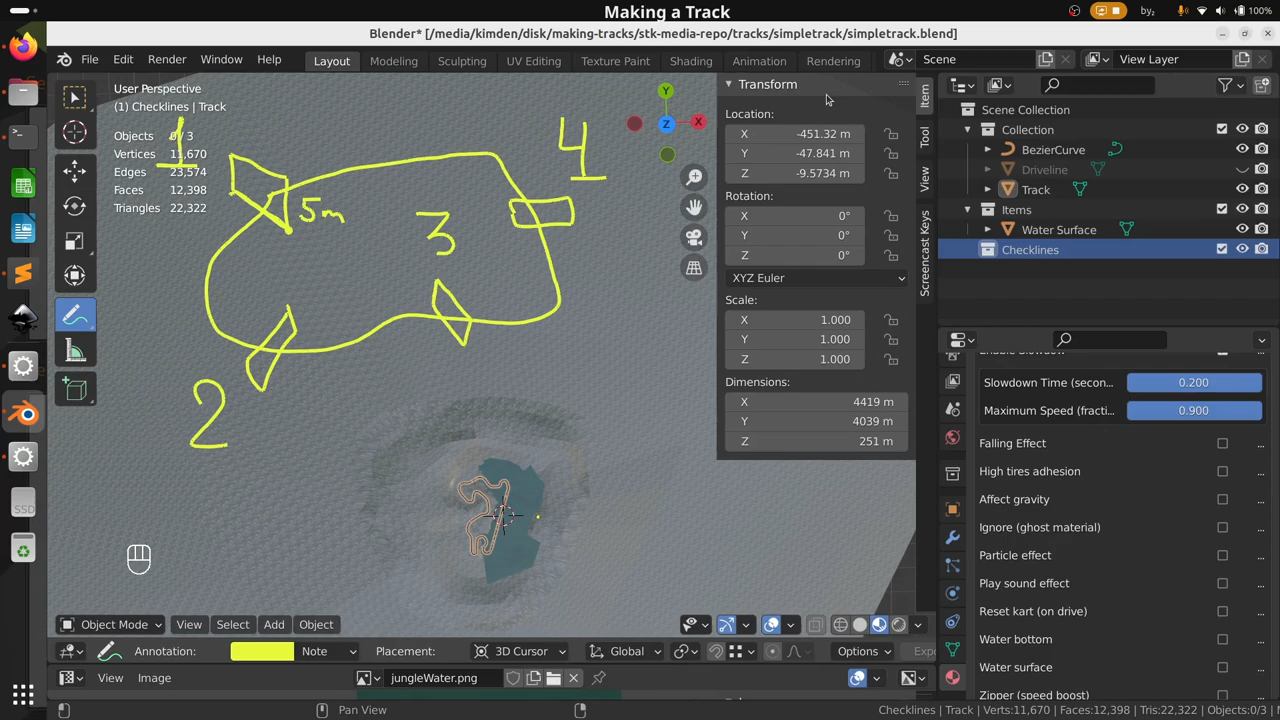 Making a Track
by₂
100%
Blender* [/media/kimden/disk/making-tracks/stk-media-repo/tracks/simpletrack/simpletrack.blend]
File Edit Render Window Help
Layout Modeling Sculpting UV Editing Texture Paint Shading Animation Rendering
Scene
View Layer
User Perspective
(1) Checklines | Track
Objects 0/3
Vertices 11,670
Edges 23,574
Faces 12,398
Triangles 22,322
1
4
5m
3
2
Y
X
Z
Transform
Location:
X -451.32 m
Y -47.841 m
Z -9.5734 m
Rotation:
X 0°
Y 0°
Z 0°
XYZ Euler
Scale:
X 1.000
Y 1.000
Z 1.000
Dimensions:
X 4419 m
Y 4039 m
Z 251 m
Item
Tool
View
Screencast Keys
Scene Collection
Collection
BezierCurve
Driveline
Track
Items
Water Surface
Checklines
Slowdown Time (secon... 0.200
Maximum Speed (fracti... 0.900
Falling Effect ...
High tires adhesion ...
Affect gravity ...
Ignore (ghost material) ...
Particle effect ...
Play sound effect ...
Reset kart (on drive) ...
Water bottom ...
Water surface ...
Zipper (speed boost) ...
SSD
Object Mode View Select Add Object
Annotation: Note Placement: 3D Cursor Global Options
View Image jungleWater.png
Pan View
Checklines | Track | Verts:11,670 | Faces:12,398 | Tris:22,322 | Objects:0/3